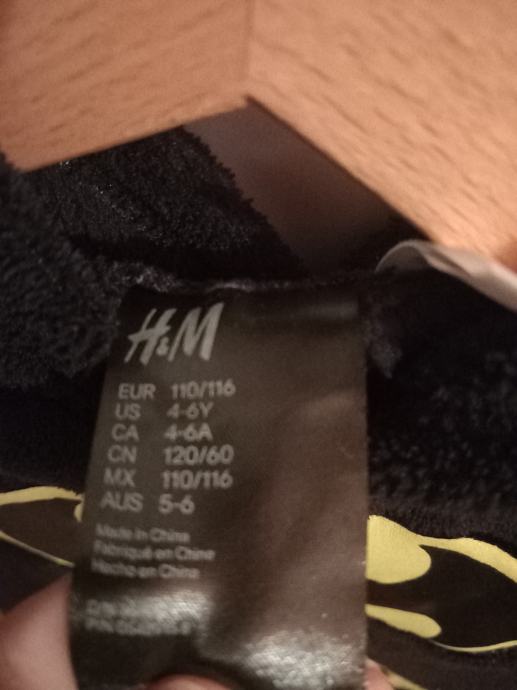 H&M
EUR 110/116
US 4-6Y
CA 4-6A
CN 120/60
MX 110/116
AUS 5-6
Made in China
Fabriqué en Chine
Hecho en China